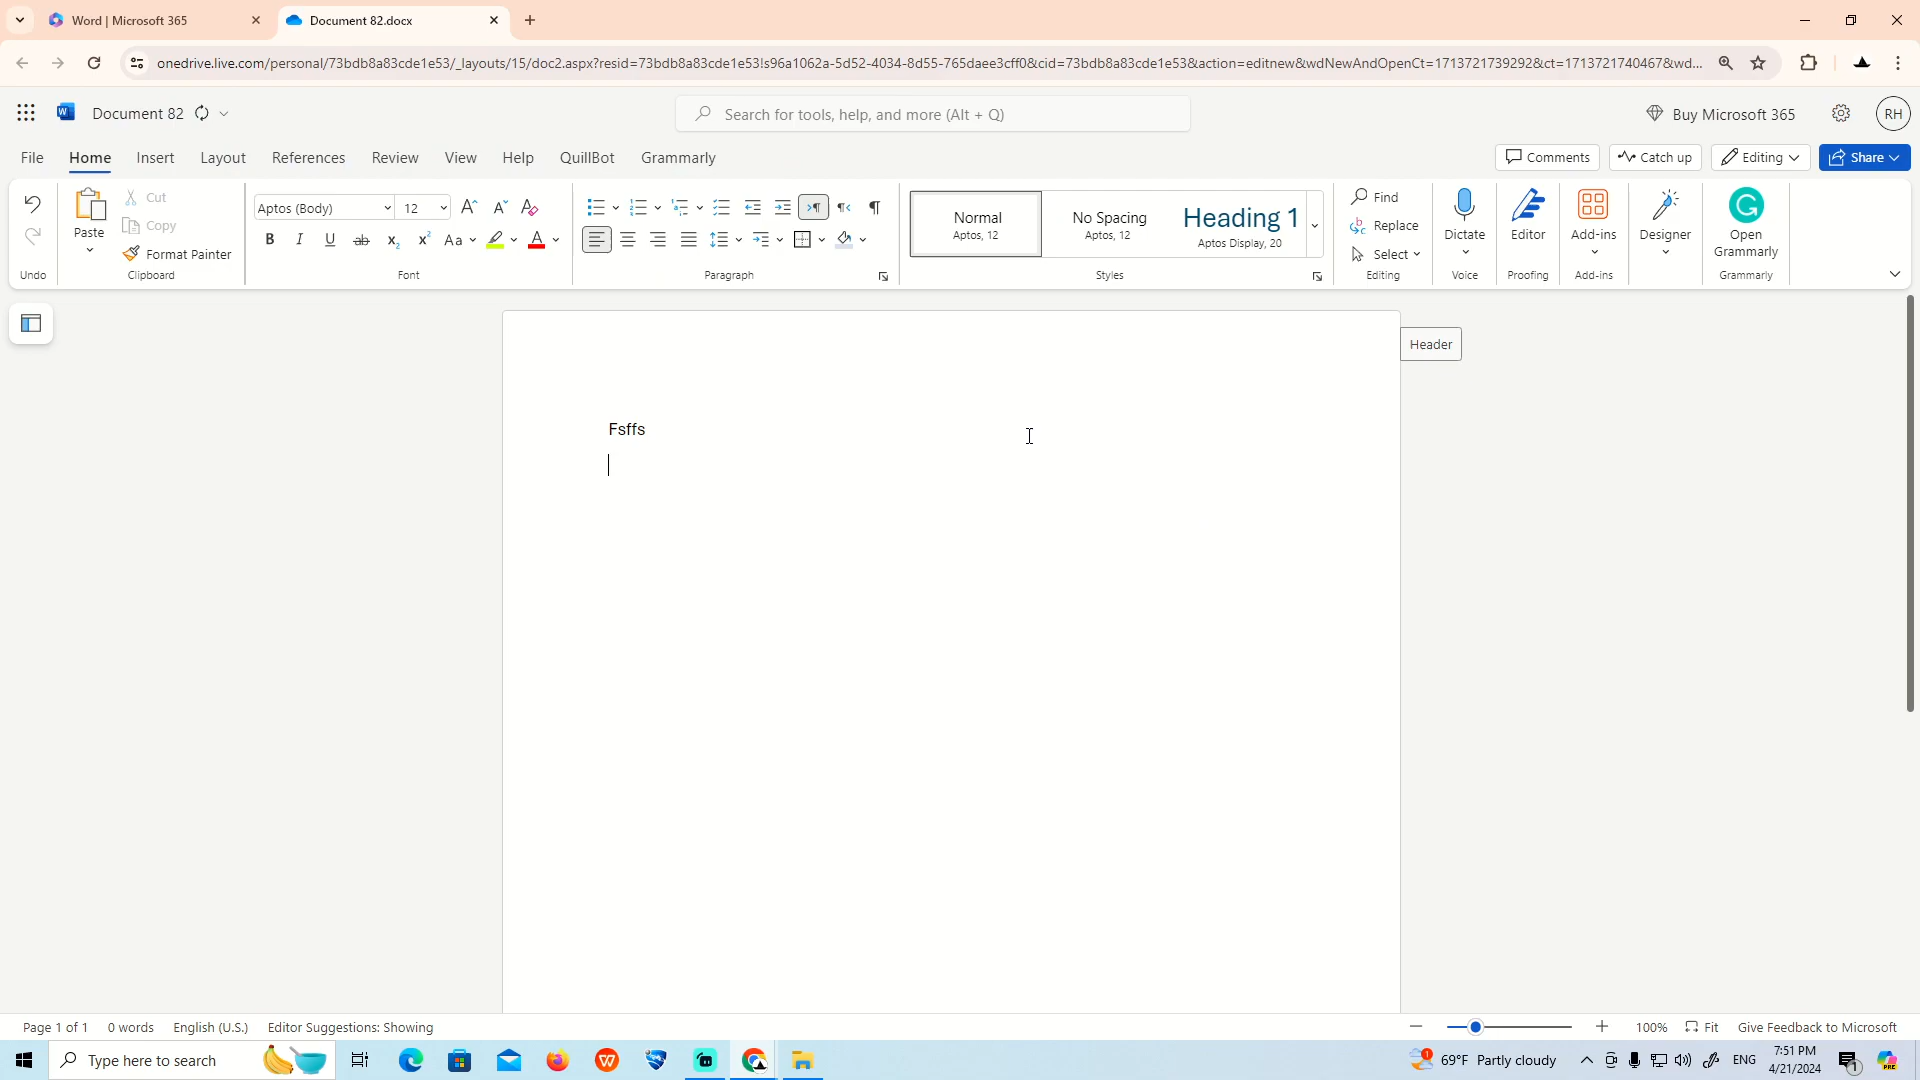 Word | Microsoft 365
Document 82.docx
onedrive.live.com/personal/73bdb8a83cde1e53/_layouts/15/doc2.aspx?resid=73bdb8a83cde1e53!s96a1062a-5d52-4034-8d55-765daee3cff0&cid=73bdb8a83cde1e53&action=editnew&wdNewAndOpenCt=1713721739292&ct=1713721740467&wd...
Document 82
Search for tools, help, and more (Alt + Q)
Buy Microsoft 365
RH
File Home Insert Layout References Review View Help QuillBot Grammarly
Comments Catch up Editing Share
Undo
Paste
Cut
Copy
Format Painter
Clipboard
Aptos (Body) 12
Font
Paragraph
Normal
Aptos, 12
No Spacing
Aptos, 12
Heading 1
Aptos Display, 20
Styles
Find
Replace
Select
Editing
Dictate
Voice
Editor
Proofing
Add-ins
Add-ins
Designer
Open
Grammarly
Grammarly
Header
Fsffs
Page 1 of 1 0 words English (U.S.) Editor Suggestions: Showing
100% Fit Give Feedback to Microsoft
Type here to search
69°F Partly cloudy
ENG
7:51 PM
4/21/2024